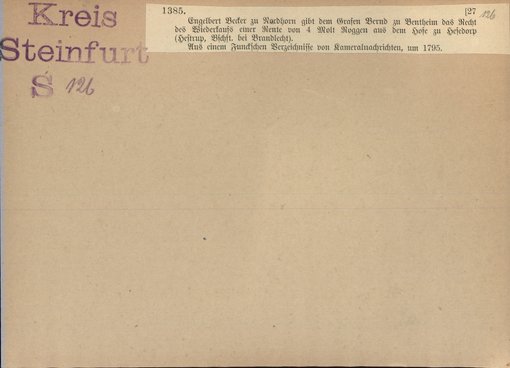 Kreis
Steinfurt
S 126
1385. [27 126
Engelbert Becker zu Nordhorn gibt dem Grafen Bernd zu Bentheim das Recht
des Wiederkaufs einer Rente von 4 Molt Roggen aus dem Hofe zu Hesedorp
(Hestrup, Bschft. bei Brandlecht).
Aus einem Funckschen Verzeichnisse von Kameralnachrichten, um 1795.